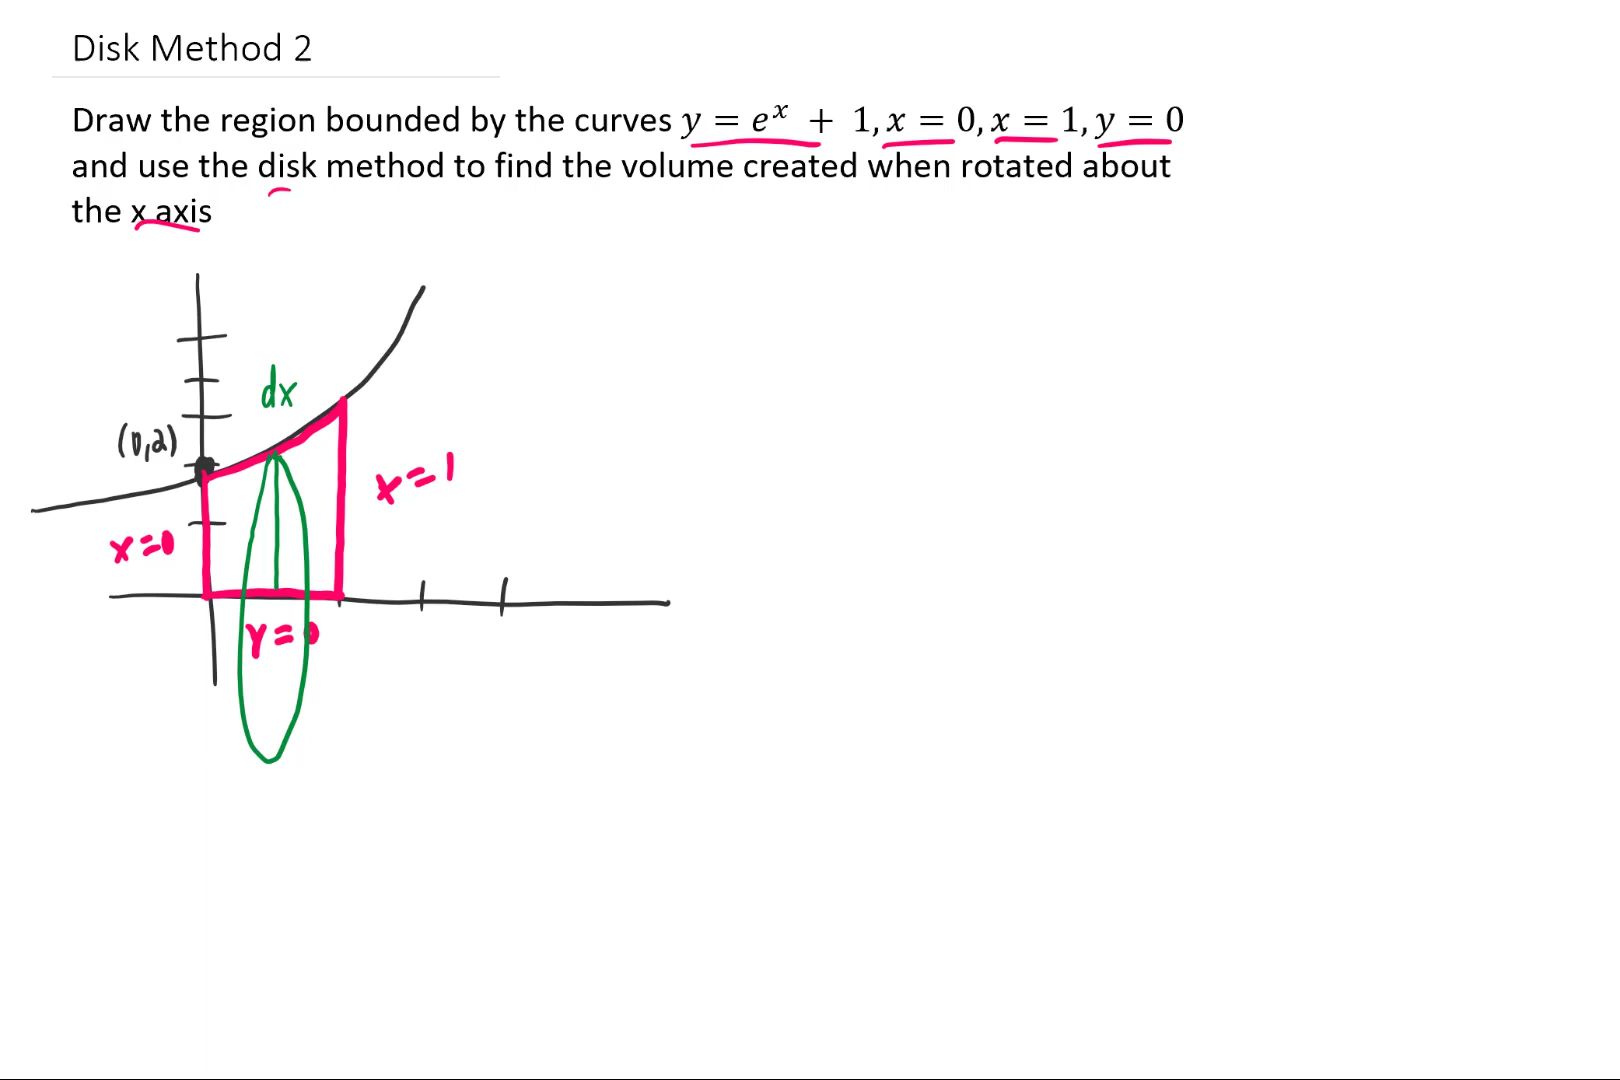 Disk Method 2
Draw the region bounded by the curves y = eˣ + 1, x = 0, x = 1, y = 0
and use the disk method to find the volume created when rotated about
the x axis
dx
(0,2)
x=1
x=0
y=0